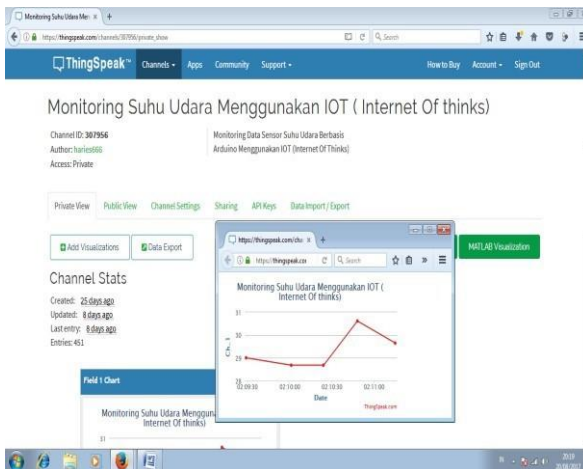 Monitoring Suhu Udara Men ×
https://thingspeak.com/channels/307956/private_show
Search
ThingSpeak™ Channels Apps Community Support How to Buy Account Sign Out
Monitoring Suhu Udara Menggunakan IOT ( Internet Of thinks)
Channel ID: 307956
Author: haries666
Access: Private
Monitoring Data Sensor Suhu Udara Berbasis
Arduino Menggunakan IOT (Internet Of Thinks)
Private View Public View Channel Settings Sharing API Keys Data Import / Export
Add Visualizations Data Export MATLAB Visualization
Channel Stats
Created: 25 days ago
Updated: 8 days ago
Last entry: 8 days ago
Entries: 451
Field 1 Chart
Monitoring Suhu Udara Menggun
Internet Of thinks)
31
https://thingspeak.com/cha ×
https://thingspeak.com
Search
Monitoring Suhu Udara Menggunakan IOT (
Internet Of thinks)
31
30
29
28
02:09:30 02:10:00 02:10:30 02:11:00
Date
ThingSpeak.com
20:19